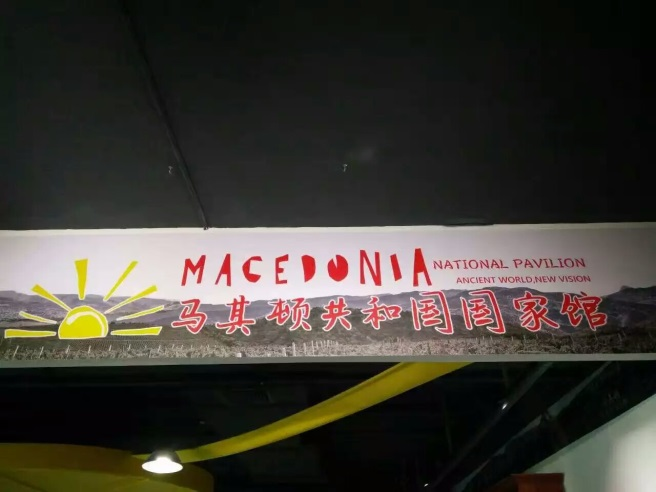 MACEDONIA
NATIONAL PAVILION
ANCIENT WORLD,NEW VISION
马其顿共和国国家馆